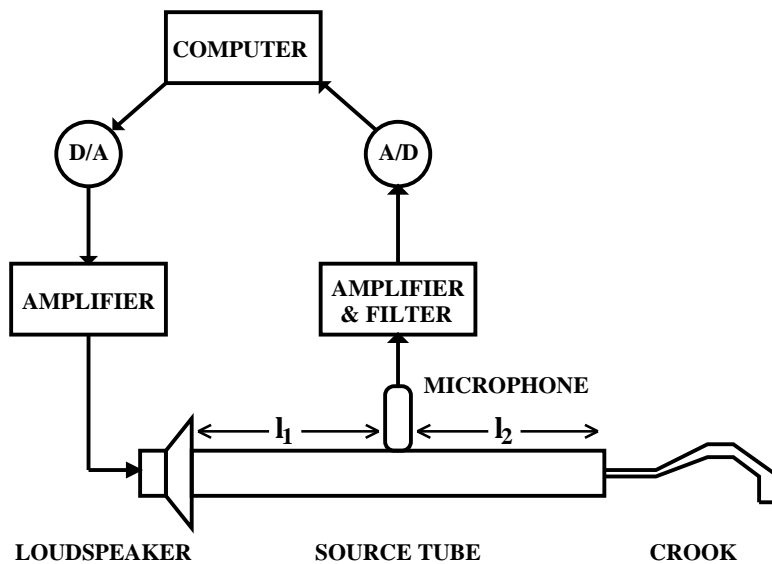 COMPUTER
D/A
A/D
AMPLIFIER
AMPLIFIER
& FILTER
MICROPHONE
l1
l2
LOUDSPEAKER
SOURCE TUBE
CROOK